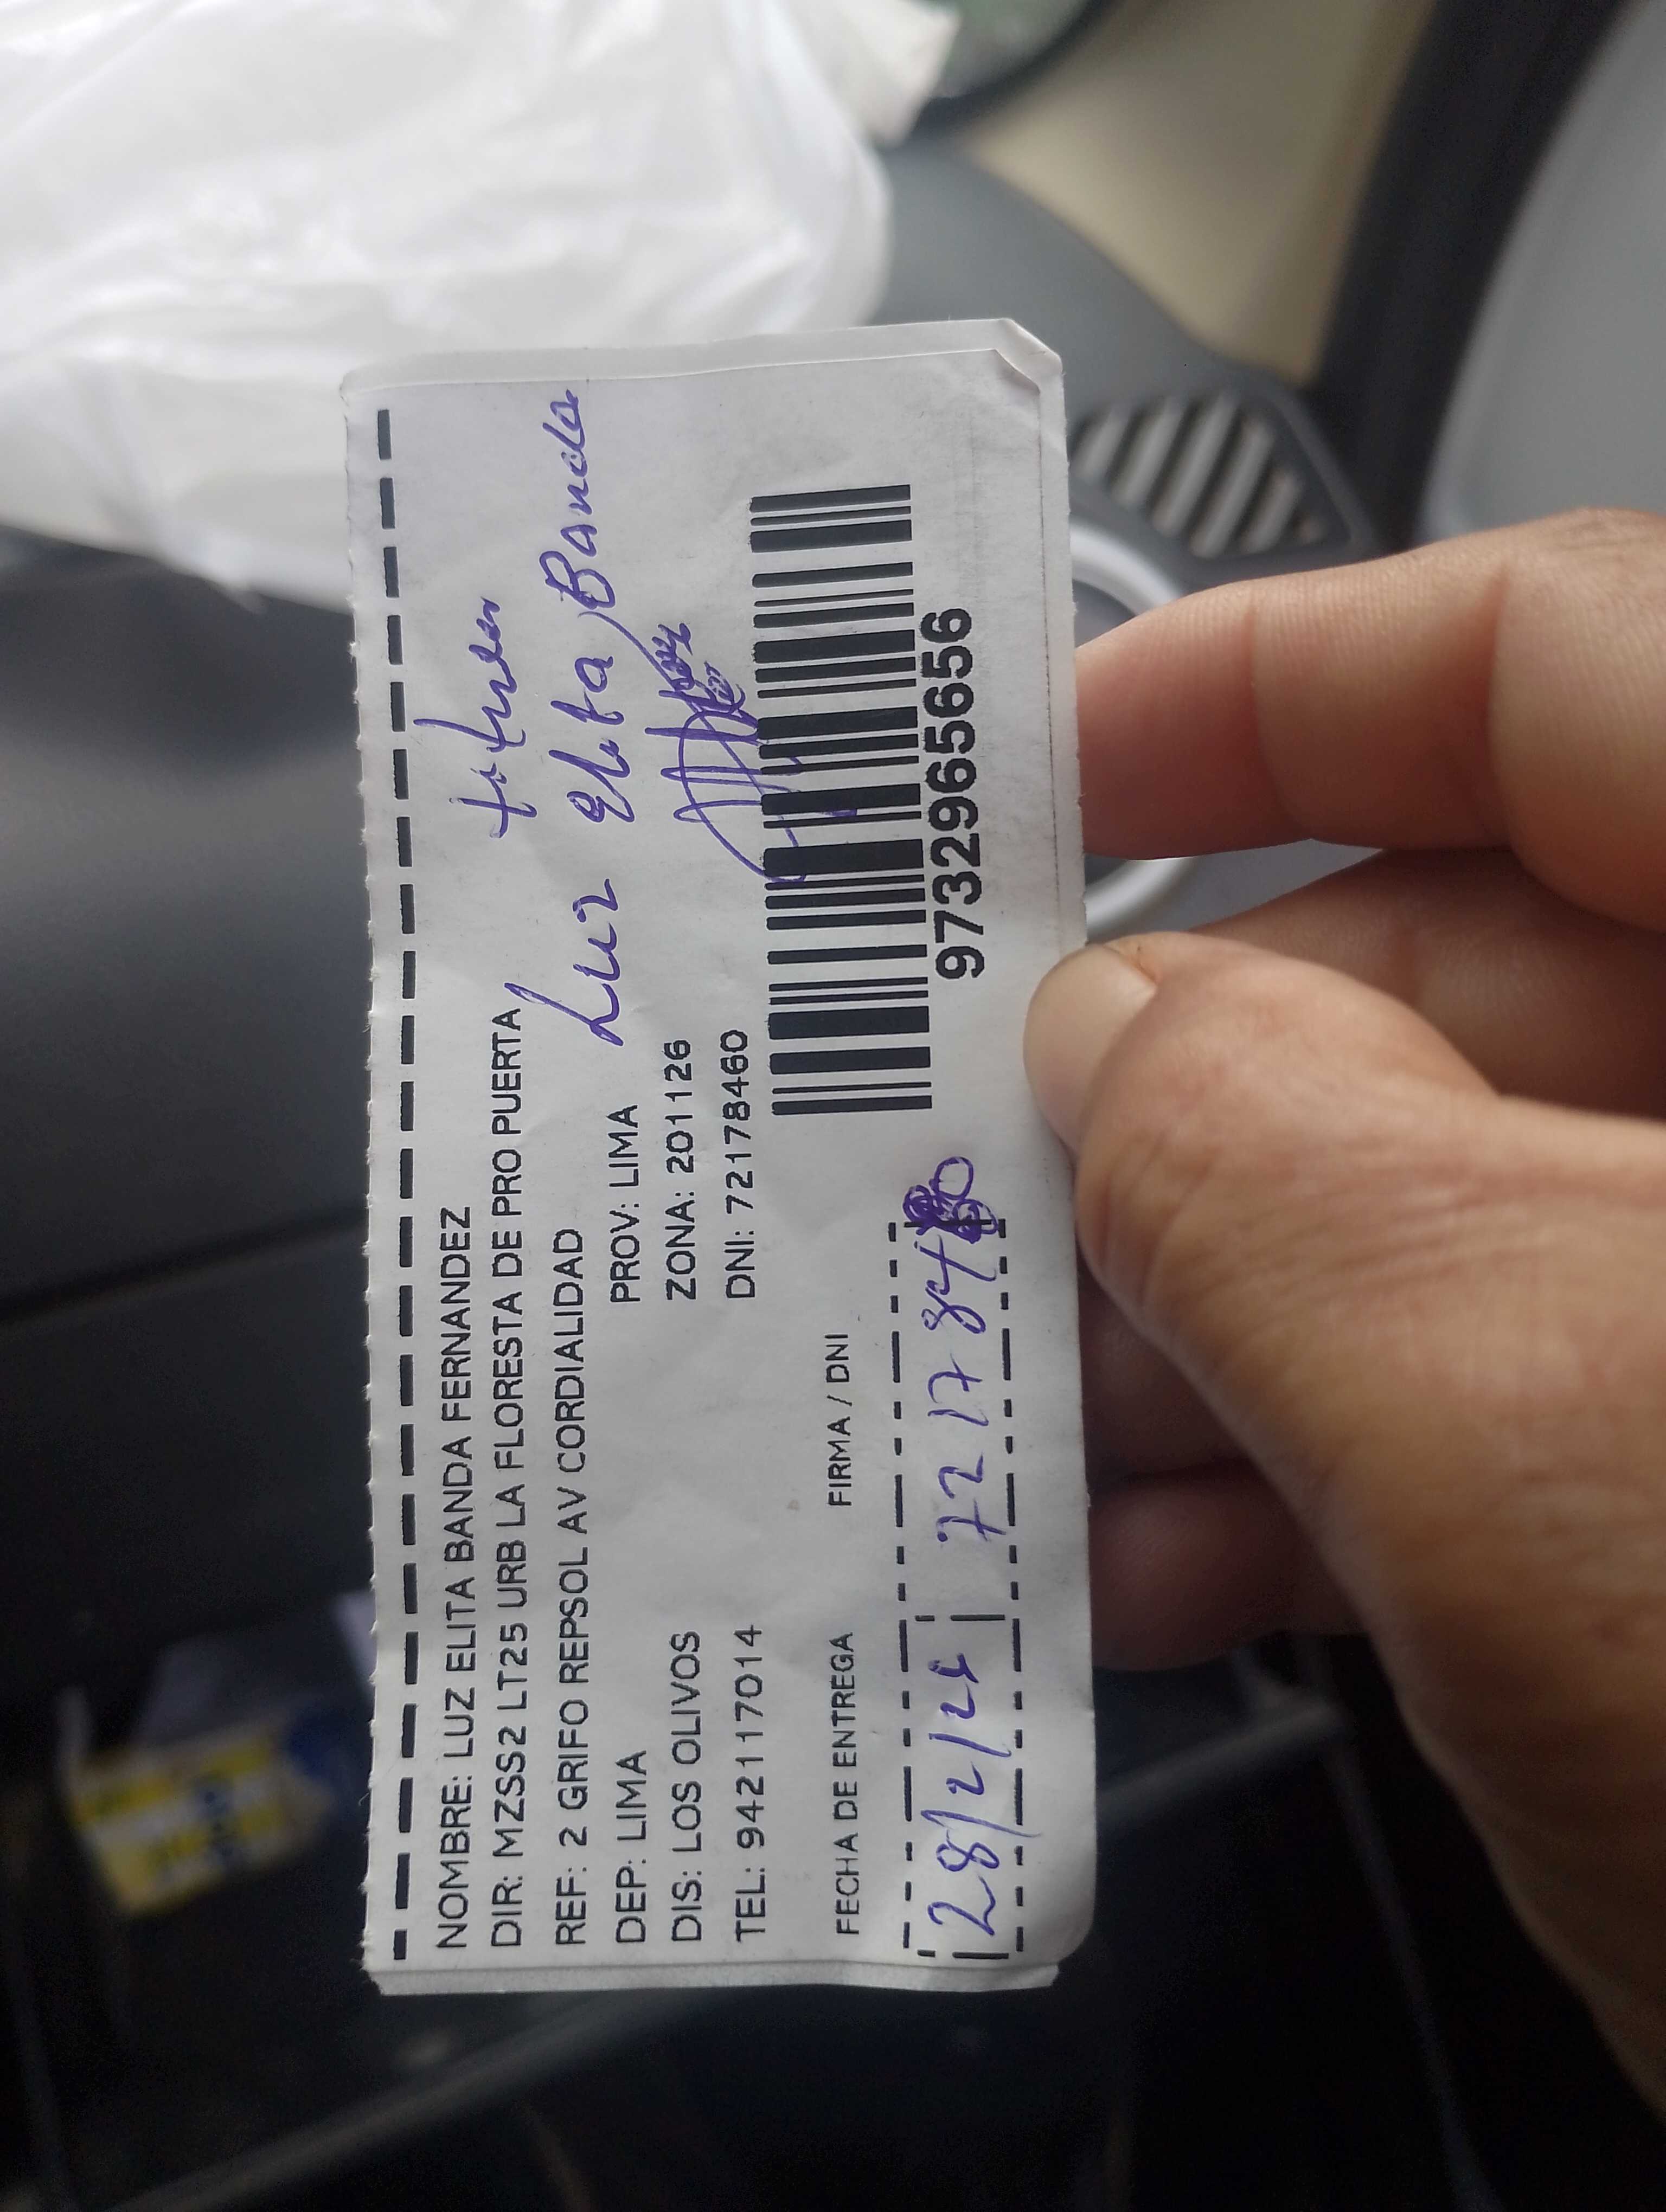 NOMBRE: LUZ ELITA BANDA FERNANDEZ
DIR: MZSS2 LT25 URB LA FLORESTA DE PRO PUERTA
REF: 2 GRIFO REPSOL AV CORDIALIDAD
DEP: LIMA PROV: LIMA
DIS: LOS OLIVOS ZONA: 201126
TEL: 942117014 DNI: 72178460
Luz Elita Banda
9732965656
FECHA DE ENTREGA FIRMA / DNI